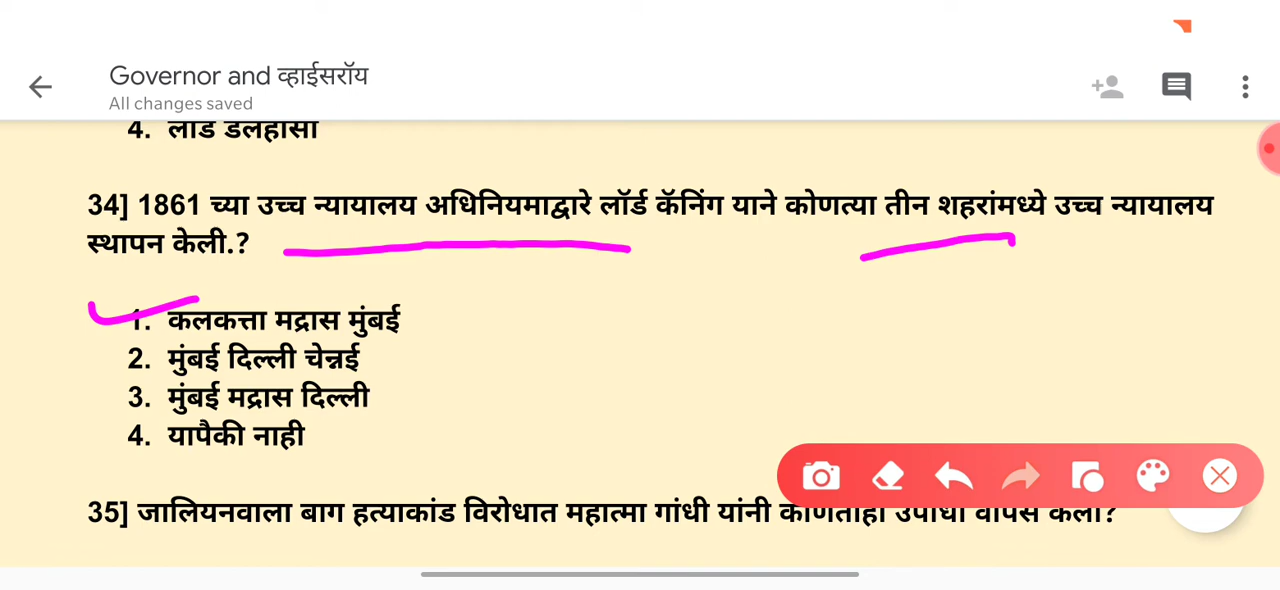 Governor and व्हाईसरॉय
All changes saved
4. लॉर्ड डलहौसी
34] 1861 च्या उच्च न्यायालय अधिनियमाद्वारे लॉर्ड कॅनिंग याने कोणत्या तीन शहरांमध्ये उच्च न्यायालय
स्थापन केली.?
1. कलकत्ता मद्रास मुंबई
2. मुंबई दिल्ली चेन्नई
3. मुंबई मद्रास दिल्ली
4. यापैकी नाही
35] जालियनवाला बाग हत्याकांड विरोधात महात्मा गांधी यांनी